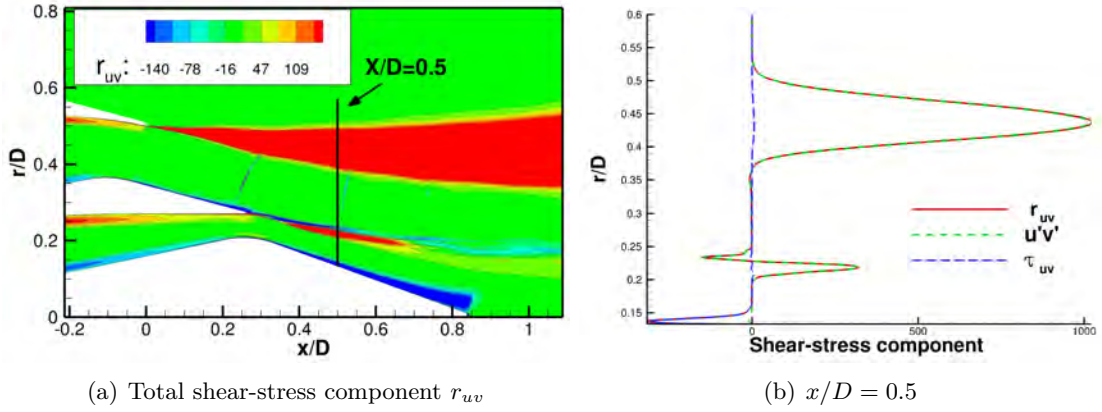 0.8
0.6
0.4
0.2
0
r/D
r_uv:
-140 -78 -16 47 109
X/D=0.5
-0.2 0 0.2 0.4 0.6 0.8 1
x/D
(a) Total shear-stress component r_uv
0.6
0.55
0.5
0.45
0.4
0.35
0.3
0.25
0.2
0.15
r/D
r_uv
u'v'
τ_uv
0 500 1000
Shear-stress component
(b) x/D = 0.5